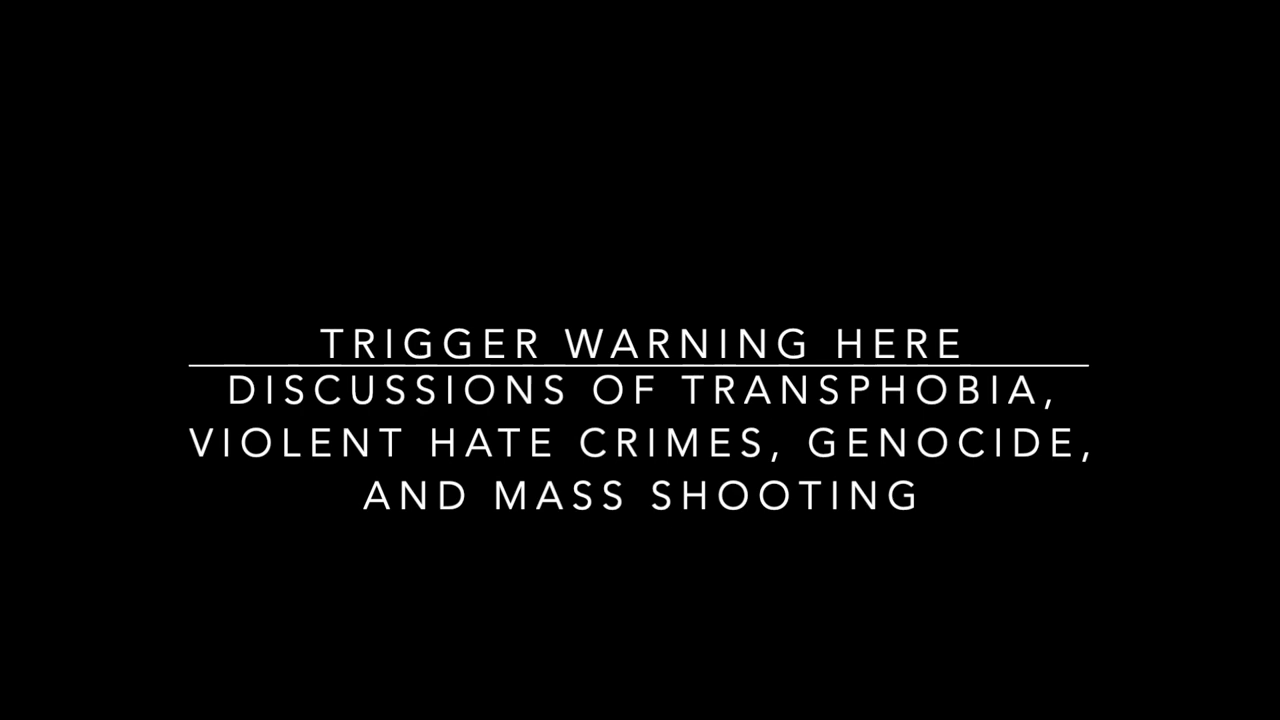 TRIGGER WARNING HERE
DISCUSSIONS OF TRANSPHOBIA,
VIOLENT HATE CRIMES, GENOCIDE,
AND MASS SHOOTING